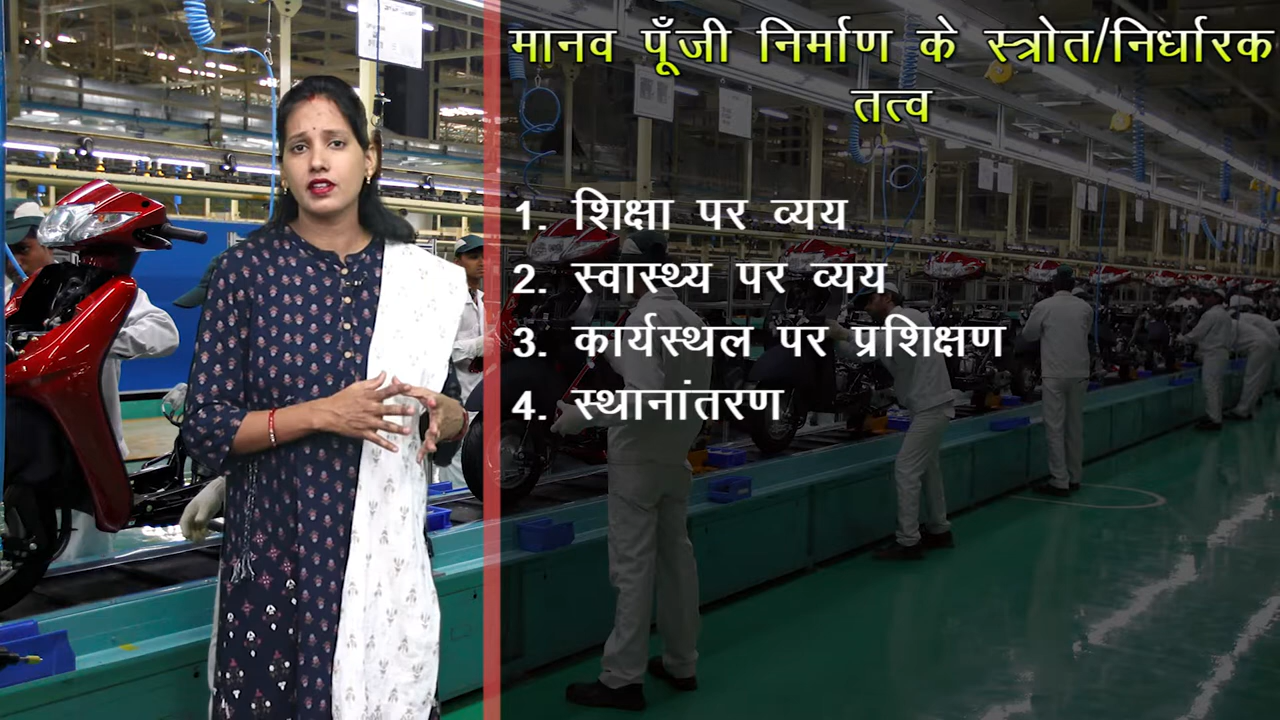 मानव पूँजी निर्माण के स्त्रोत/निर्धारक
तत्व
1. शिक्षा पर व्यय
2. स्वास्थ्य पर व्यय
3. कार्यस्थल पर प्रशिक्षण
4. स्थानांतरण